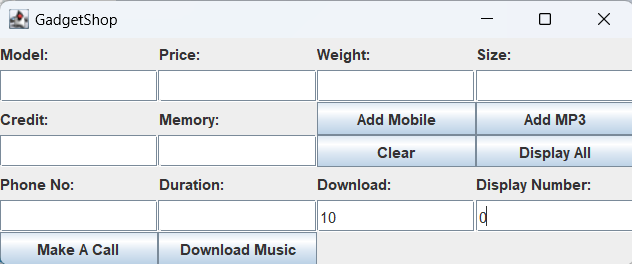 GadgetShop
Model: Price: Weight: Size:
Credit: Memory: Add Mobile Add MP3
Clear Display All
Phone No: Duration: Download: Display Number:
10 0
Make A Call Download Music